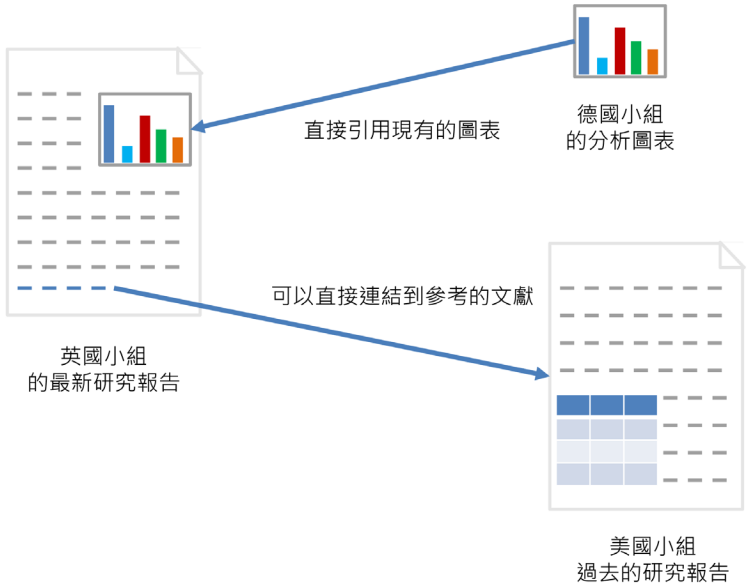 直接引用現有的圖表
德國小組
的分析圖表
可以直接連結到參考的文獻
英國小組
的最新研究報告
美國小組
過去的研究報告